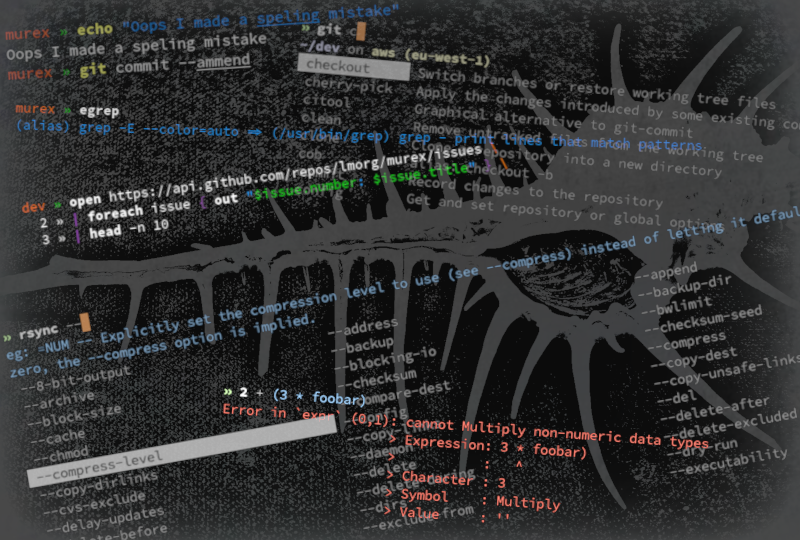 murex » echo "Oops I made a speling mistake"
Oops I made a speling mistake
murex » git commit --ammend
» git c
~/dev on aws (eu-west-1)
checkout Switch branches or restore working tree files
cherry-pick Apply the changes introduced by some existing co
citool Graphical alternative to git-commit
clean Remove untracked files from the working tree
repository into a new directory
checkout -b
Record changes to the repository
Get and set repository or global optio
murex » egrep
(alias) grep -E --color=auto => (/usr/bin/grep) grep - print lines that match patterns
dev » open https://api.github.com/repos/lmorg/murex/issues \
2 » | foreach issue | out "$issue.number: $issue.title" \
3 » | head -n 10
» rsync --
eg: -NUM -- Explicitly set the compression level to use (see --compress) instead of letting it defaul
zero, the --compress option is implied.
--8-bit-output --address --append
--archive --backup --backup-dir
--block-size --blocking-io --bwlimit
--cache --checksum --checksum-seed
--chmod --compare-dest --compress
--compress-level --config --copy-dest
--copy-dirlinks --copy- --copy-unsafe-links
--cvs-exclude --daemon --del
--delay-updates --delete --delete-after
--delete-before --delete- --delete-excluded
--dirs --dry-run
--exclude-from --executability
» 2 + (3 * foobar)
Error in `expr` (0,1): cannot Multiply non-numeric data types
> Expression: 3 * foobar)
> : ^
> Character : 3
> Symbol : Multiply
> Value : ''